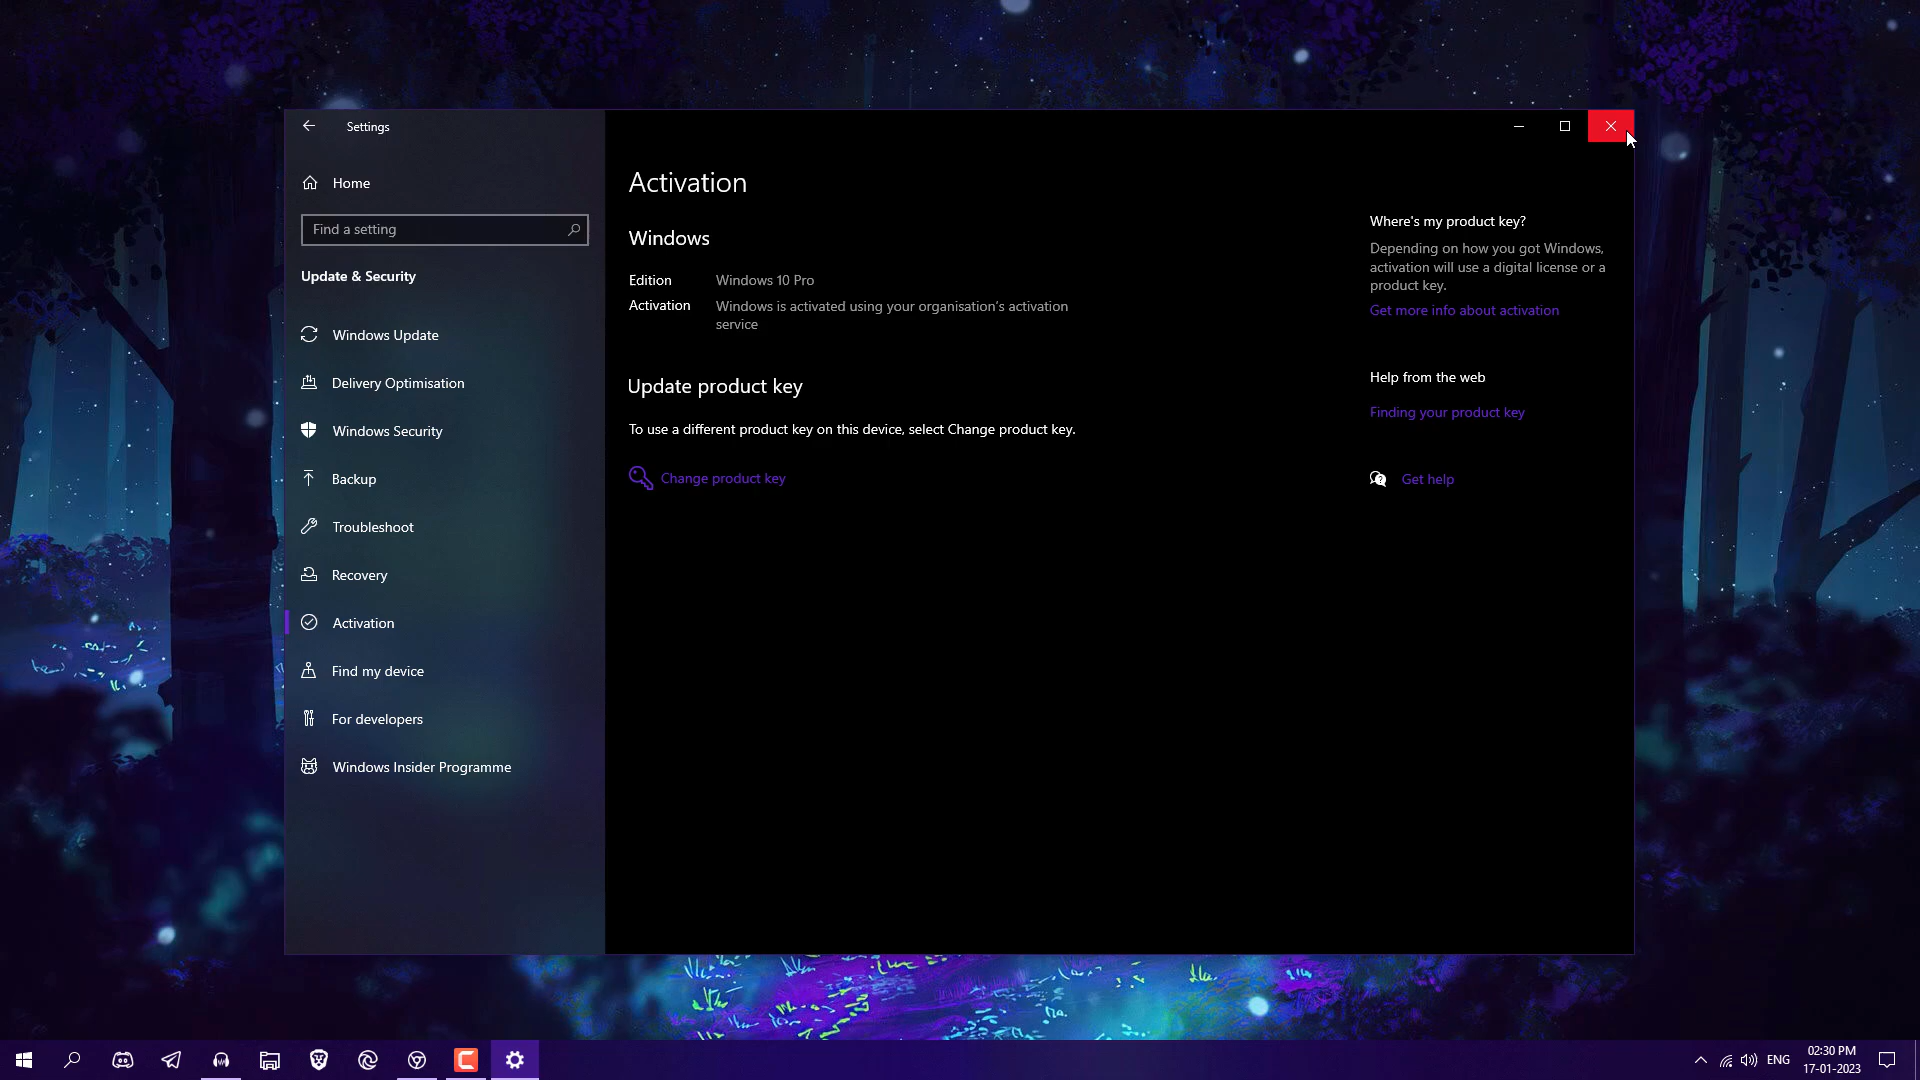 Settings
Home
Find a setting
Update & Security
Windows Update
Delivery Optimisation
Windows Security
Backup
Troubleshoot
Recovery
Activation
Find my device
For developers
Windows Insider Programme
Activation
Windows
Edition Windows 10 Pro
Activation Windows is activated using your organisation's activation
service
Update product key
To use a different product key on this device, select Change product key.
Change product key
Where's my product key?
Depending on how you got Windows,
activation will use a digital license or a
product key.
Get more info about activation
Help from the web
Finding your product key
Get help
ENG
02:30 PM
17-01-2023